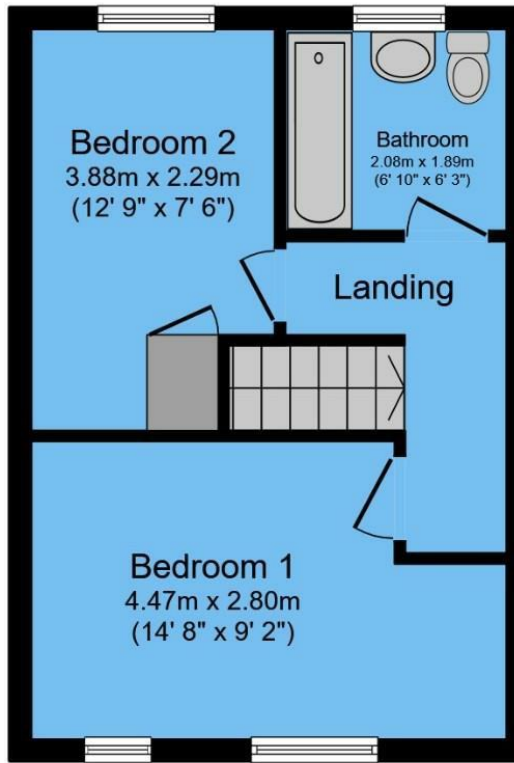 Bedroom 2
3.88m x 2.29m
(12' 9" x 7' 6")
Bathroom
2.08m x 1.89m
(6' 10" x 6' 3")
Landing
Bedroom 1
4.47m x 2.80m
(14' 8" x 9' 2")